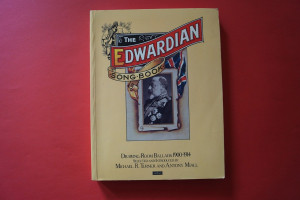 THE
EDWARDIAN
SONG-BOOK
DRAWING-ROOM BALLADS 1900-1914
SELECTED AND INTRODUCED BY
MICHAEL R. TURNER AND ANTONY MIALL